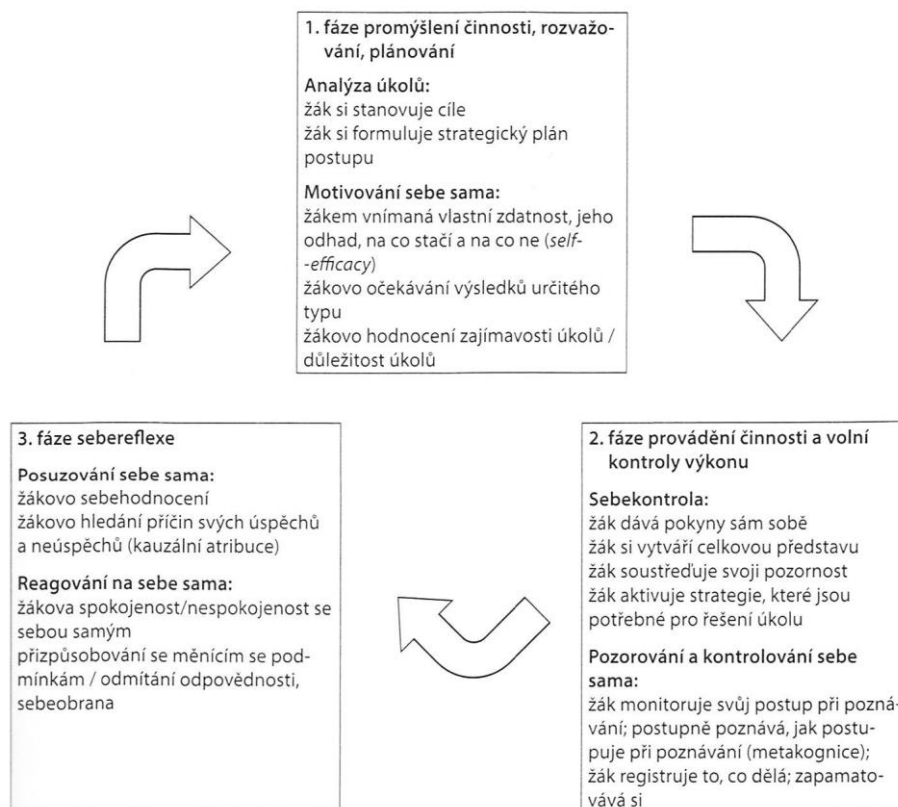 1. fáze promýšlení činnosti, rozvažo-
vání, plánování
Analýza úkolů:
žák si stanovuje cíle
žák si formuluje strategický plán
postupu
Motivování sebe sama:
žákem vnímaná vlastní zdatnost, jeho
odhad, na co stačí a na co ne (self-
-efficacy)
žákovo očekávání výsledků určitého
typu
žákovo hodnocení zajímavosti úkolů /
důležitost úkolů
2. fáze provádění činnosti a volní
kontroly výkonu
Sebekontrola:
žák dává pokyny sám sobě
žák si vytváří celkovou představu
žák soustřeďuje svoji pozornost
žák aktivuje strategie, které jsou
potřebné pro řešení úkolu
Pozorování a kontrolování sebe
sama:
žák monitoruje svůj postup při pozná-
vání; postupně poznává, jak postu-
puje při poznávání (metakognice);
žák registruje to, co dělá; zapamato-
vává si
3. fáze sebereflexe
Posuzování sebe sama:
žákovo sebehodnocení
žákovo hledání příčin svých úspěchů
a neúspěchů (kauzální atribuce)
Reagování na sebe sama:
žákova spokojenost/nespokojenost se
sebou samým
přizpůsobování se měnícím se pod-
mínkám / odmítání odpovědnosti,
sebeobrana